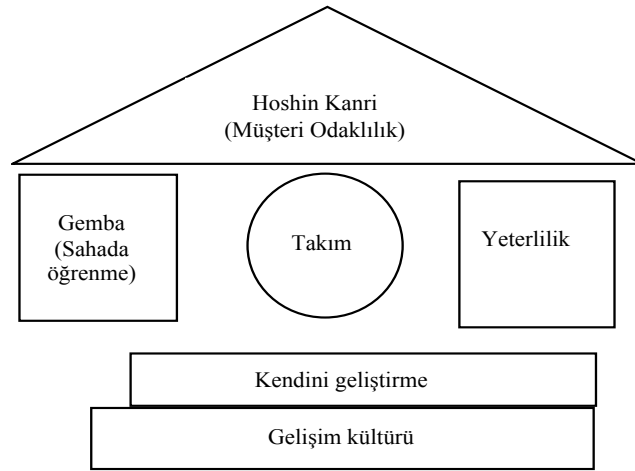 Hoshin Kanri
(Müşteri Odaklılık)
Gemba
(Sahada
öğrenme)
Takım
Yeterlilik
Kendini geliştirme
Gelişim kültürü